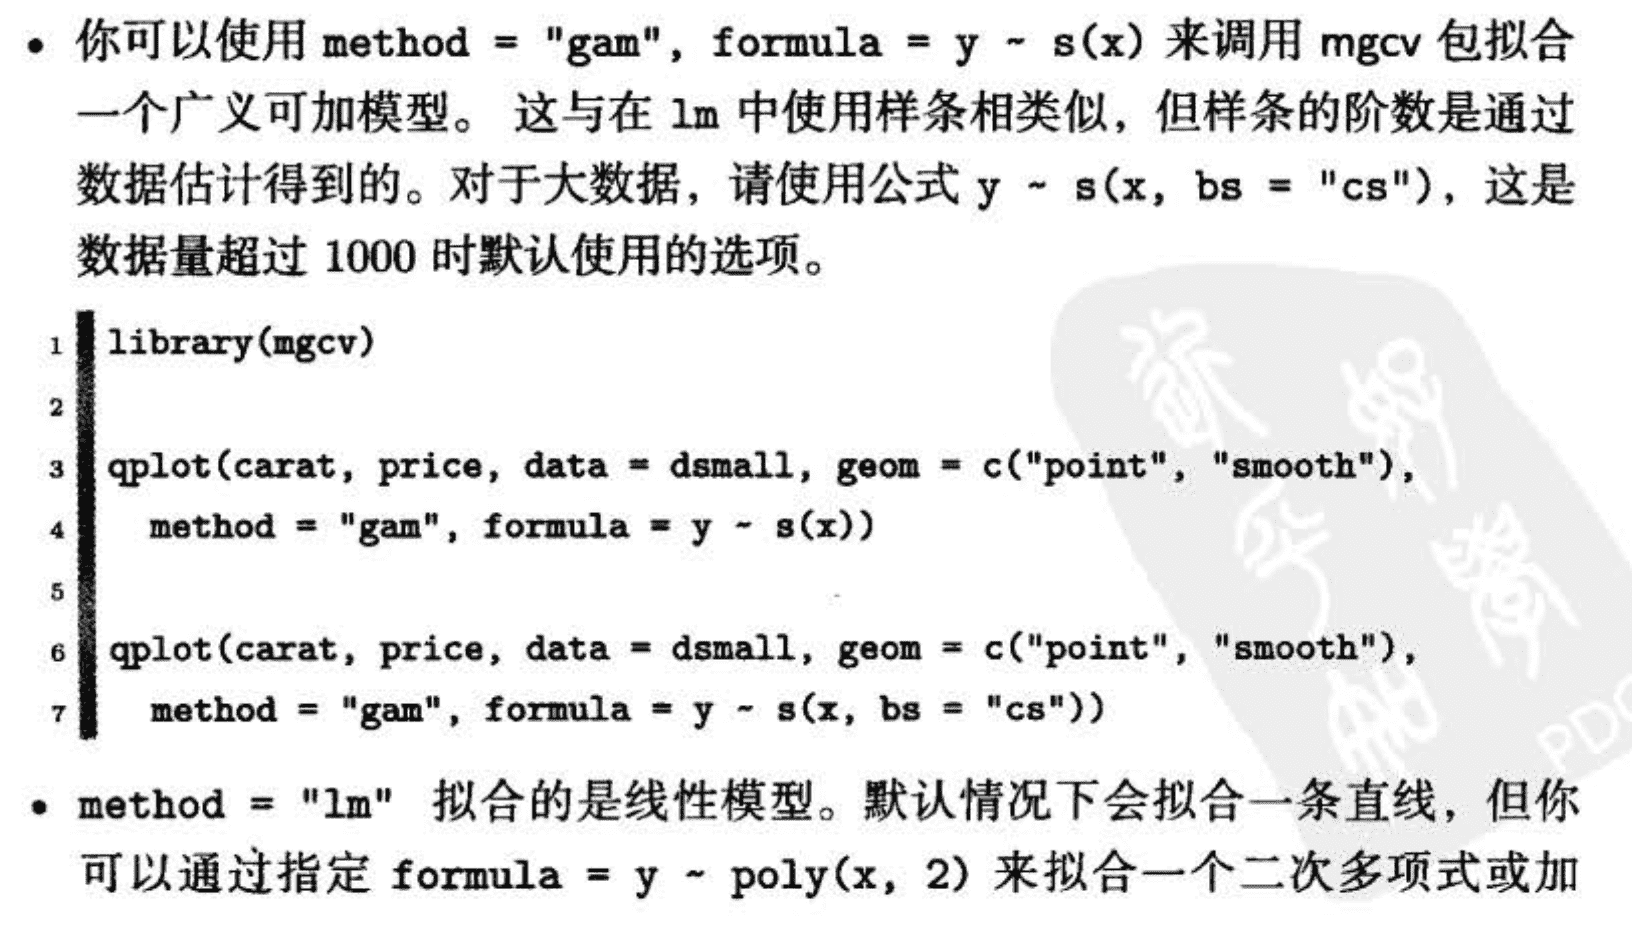 • 你可以使用 method = "gam", formula = y ~ s(x) 来调用 mgcv 包拟合
一个广义可加模型。 这与在 lm 中使用样条相类似，但样条的阶数是通过
数据估计得到的。对于大数据，请使用公式 y ~ s(x, bs = "cs")，这是
数据量超过 1000 时默认使用的选项。
1 library(mgcv)
2
3 qplot(carat, price, data = dsmall, geom = c("point", "smooth"),
4 method = "gam", formula = y ~ s(x))
5
6 qplot(carat, price, data = dsmall, geom = c("point", "smooth"),
7 method = "gam", formula = y ~ s(x, bs = "cs"))
• method = "lm" 拟合的是线性模型。默认情况下会拟合一条直线，但你
可以通过指定 formula = y ~ poly(x, 2) 来拟合一个二次多项式或加